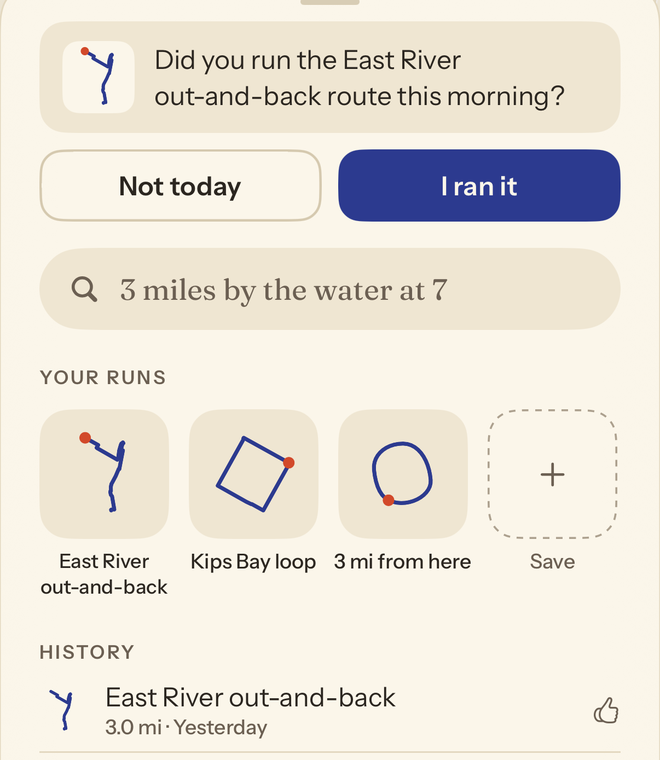 Did you run the East River
out-and-back route this morning?
Not today
I ran it
3 miles by the water at 7
YOUR RUNS
East River
out-and-back
Kips Bay loop
3 mi from here
Save
HISTORY
East River out-and-back
3.0 mi · Yesterday